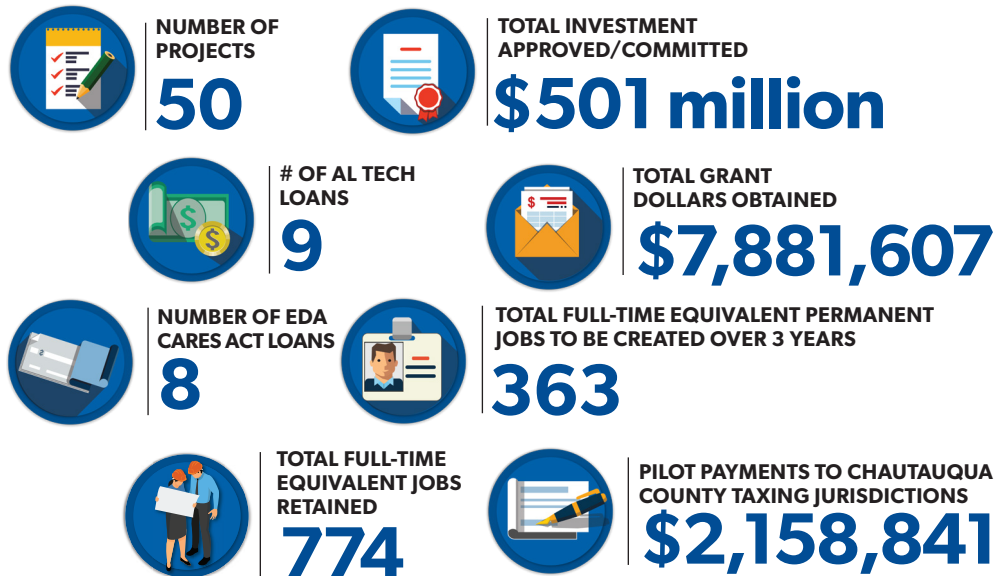 NUMBER OF
PROJECTS
50
TOTAL INVESTMENT
APPROVED/COMMITTED
$501 million
# OF AL TECH
LOANS
9
TOTAL GRANT
DOLLARS OBTAINED
$7,881,607
NUMBER OF EDA
CARES ACT LOANS
8
TOTAL FULL-TIME EQUIVALENT PERMANENT
JOBS TO BE CREATED OVER 3 YEARS
363
TOTAL FULL-TIME
EQUIVALENT JOBS
RETAINED
774
PILOT PAYMENTS TO CHAUTAUQUA
COUNTY TAXING JURISDICTIONS
$2,158,841